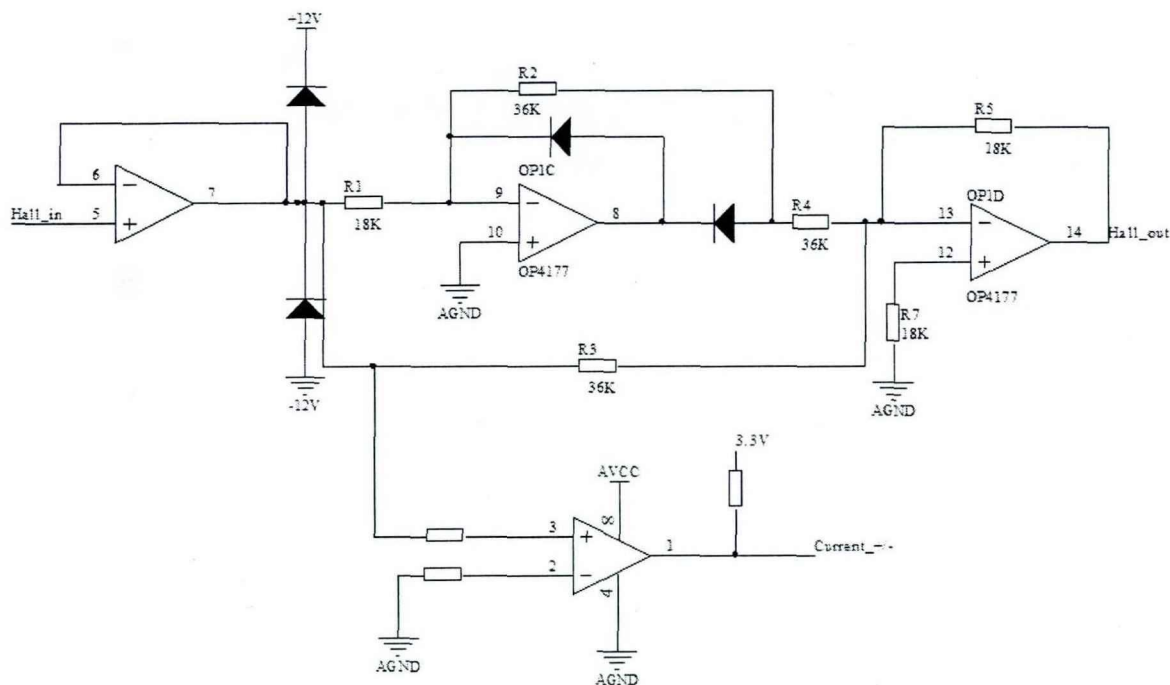 +12V
R2
36K
R5
18K
OP1C
6
7
Hall_in
5
R1
18K
9
10
8
OP4177
AGND
R4
36K
OP1D
13
12
14
Hall_out
OP4177
R7
18K
AGND
R3
36K
-12V
3.3V
AVCC
8
3
2
1
4
Current_+/-
AGND
AGND